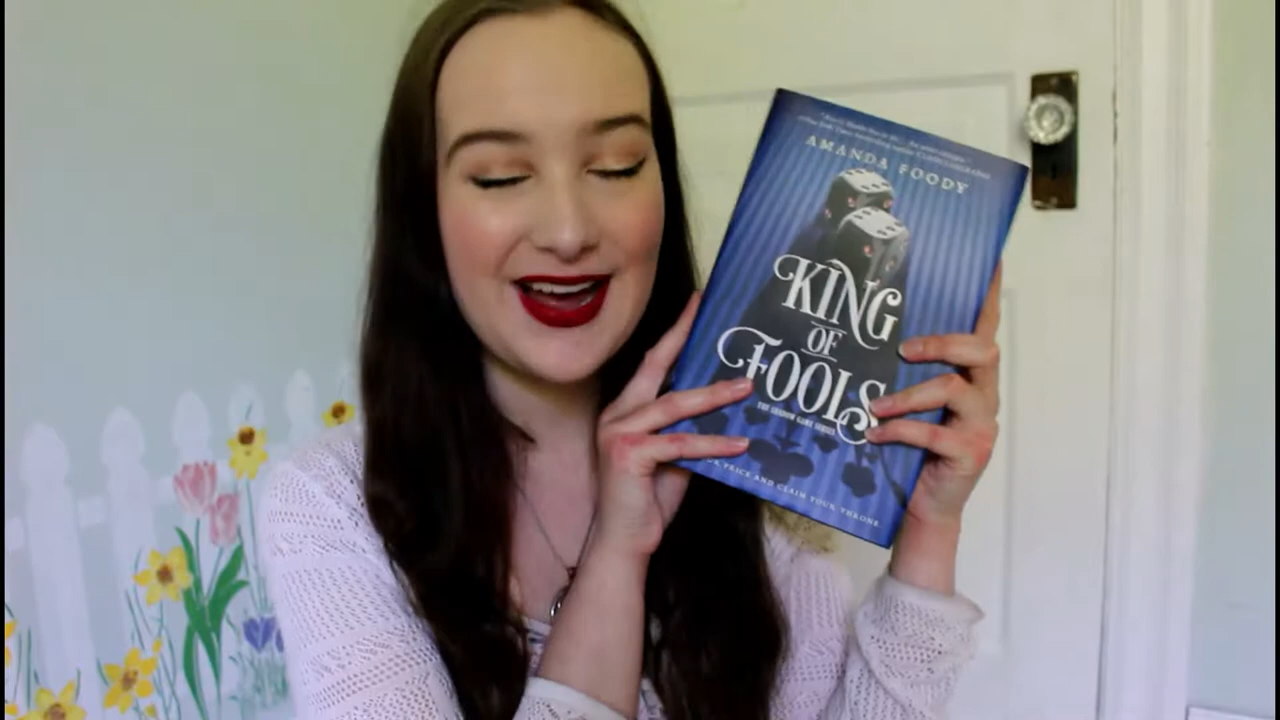 AMANDA FOODY
KING
OF
FOOLS
THE SHADOW GAME SERIES
PRICE AND CLAIM YOUR THRONE